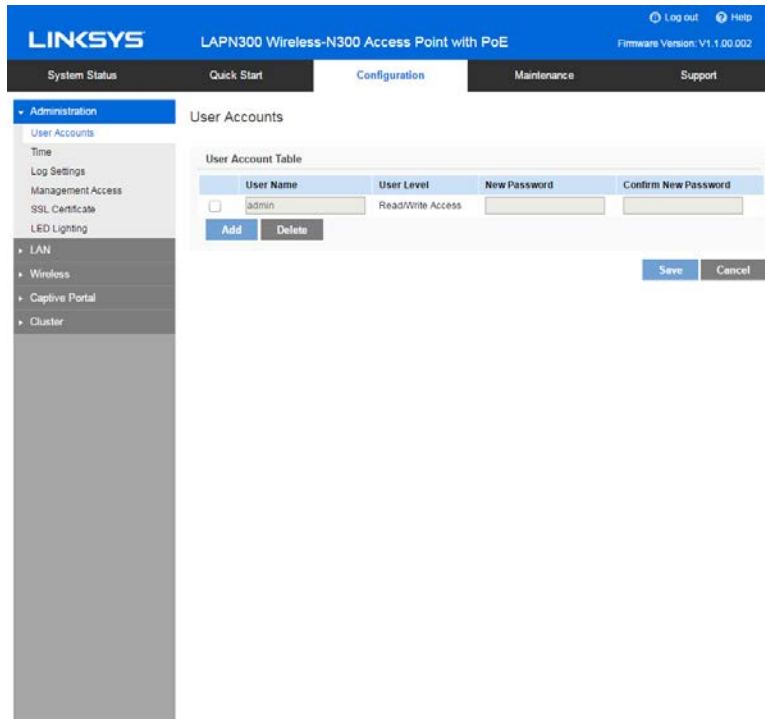 Log out Help
LINKSYS LAPN300 Wireless-N300 Access Point with PoE Firmware Version: V1.1.00.002
System Status Quick Start Configuration Maintenance Support
Administration
User Accounts
Time
Log Settings
Management Access
SSL Certificate
LED Lighting
LAN
Wireless
Captive Portal
Cluster
User Accounts
User Account Table
User Name User Level New Password Confirm New Password
admin Read/Write Access
Add Delete
Save Cancel